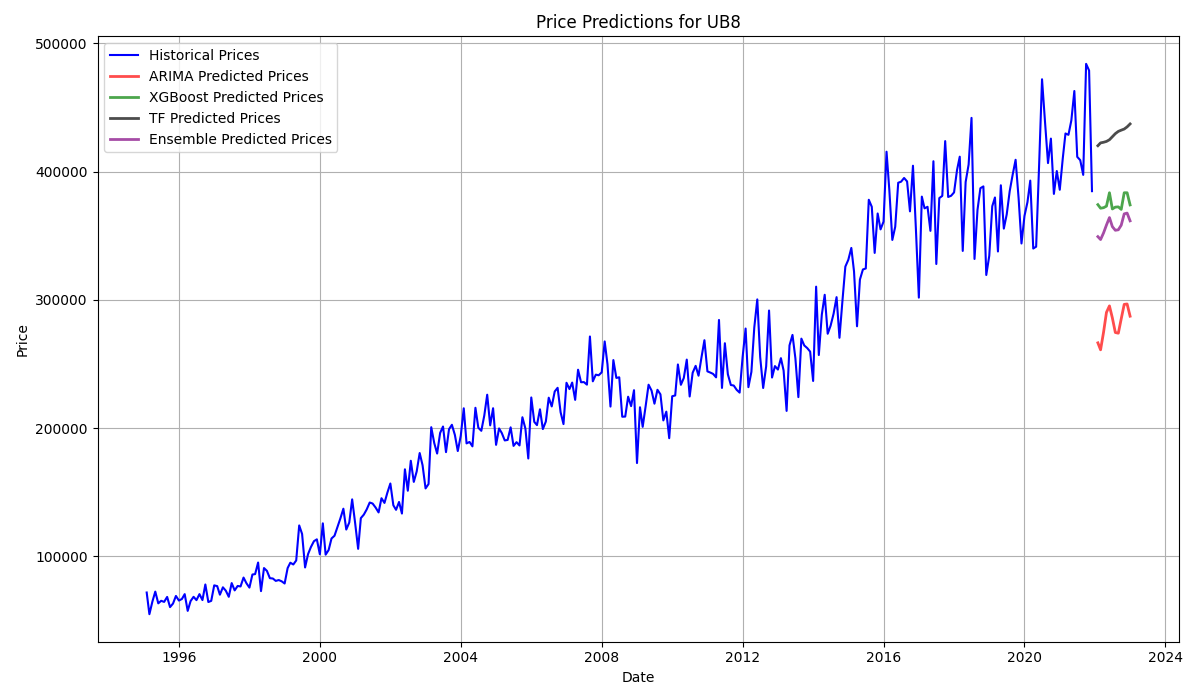 Price Predictions for UB8
500000
400000
300000
200000
100000
Price
Historical Prices
ARIMA Predicted Prices
XGBoost Predicted Prices
TF Predicted Prices
Ensemble Predicted Prices
1996 2000 2004 2008 2012 2016 2020 2024
Date